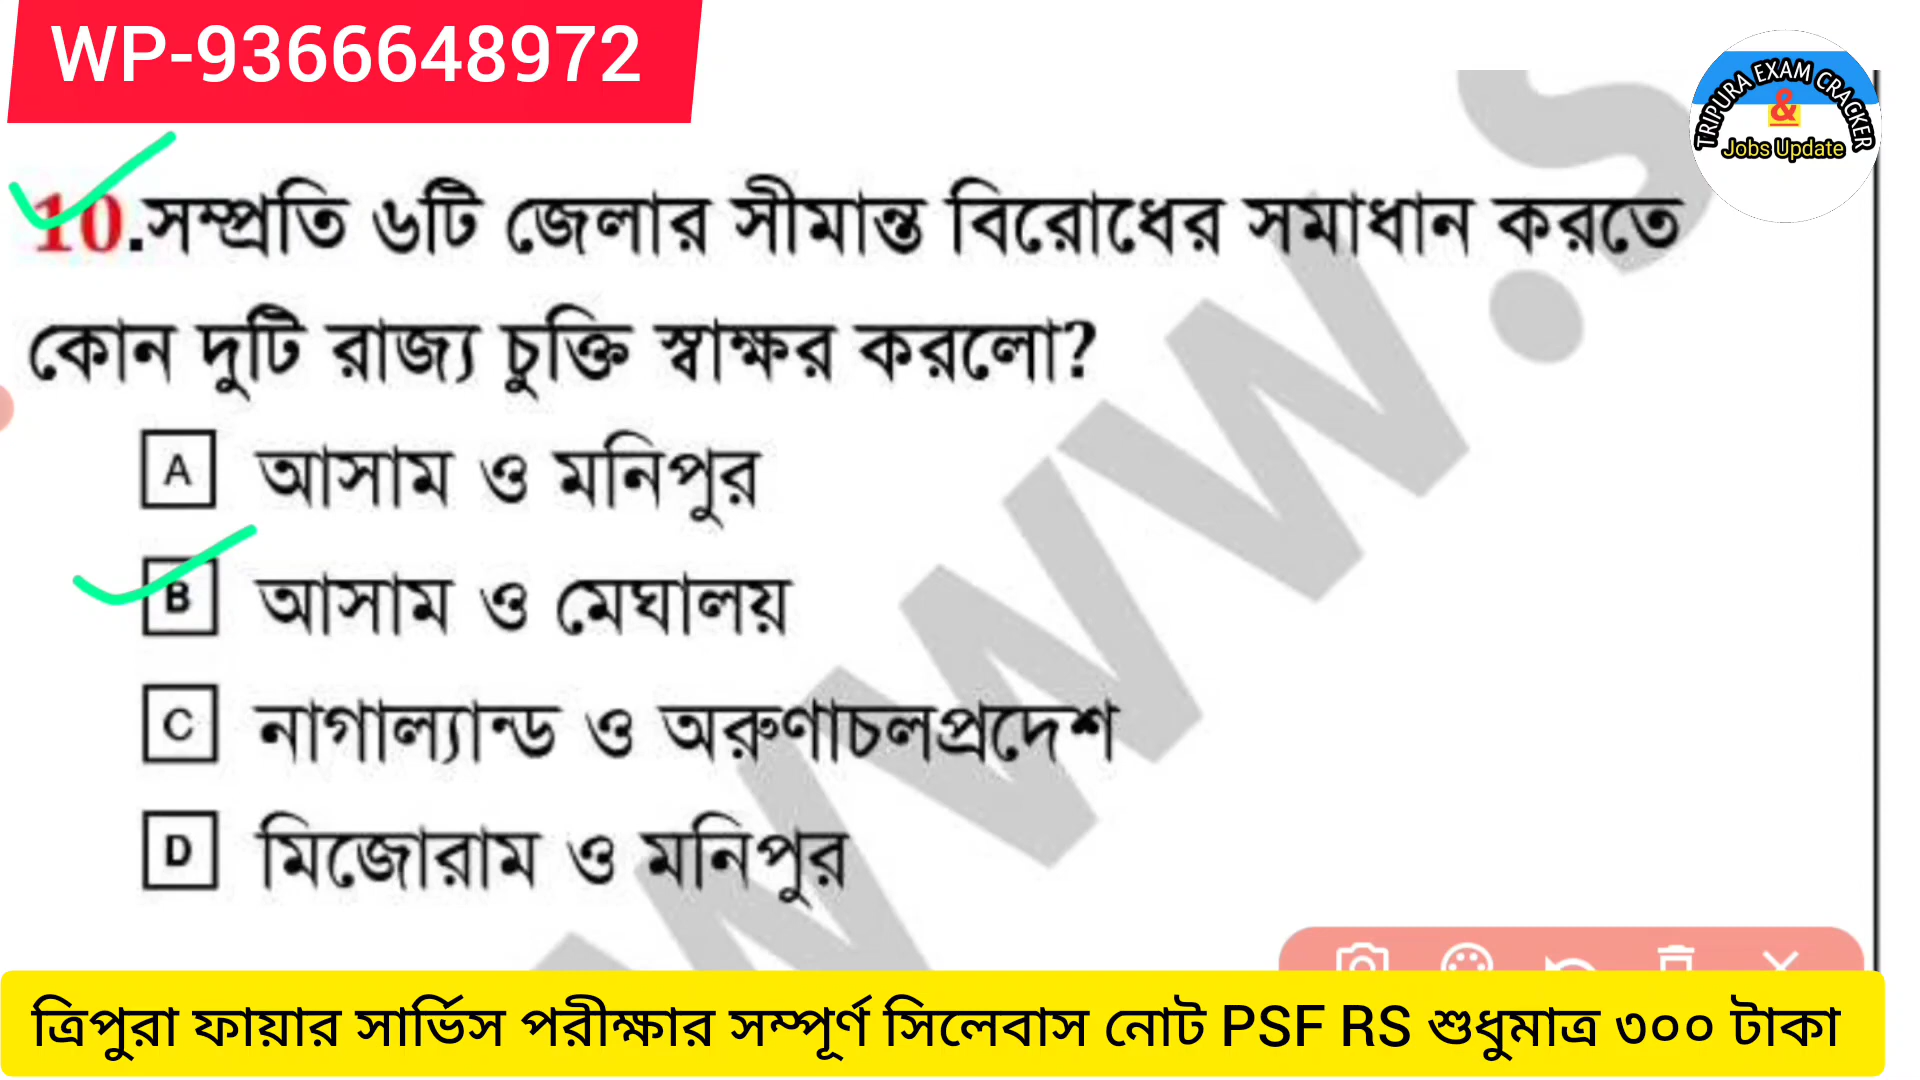 WP-9366648972
TRIPURA EXAM CRACKER
&
Jobs Update
10.সম্প্রতি ৬টি জেলার সীমান্ত বিরোধের সমাধান করতে
কোন দুটি রাজ্য চুক্তি স্বাক্ষর করলো?
A আসাম ও মনিপুর
B আসাম ও মেঘালয়
C নাগাল্যান্ড ও অরুণাচলপ্রদেশ
D মিজোরাম ও মনিপুর
www.s
ত্রিপুরা ফায়ার সার্ভিস পরীক্ষার সম্পূর্ণ সিলেবাস নোট PSF RS শুধুমাত্র ৩০০ টাকা